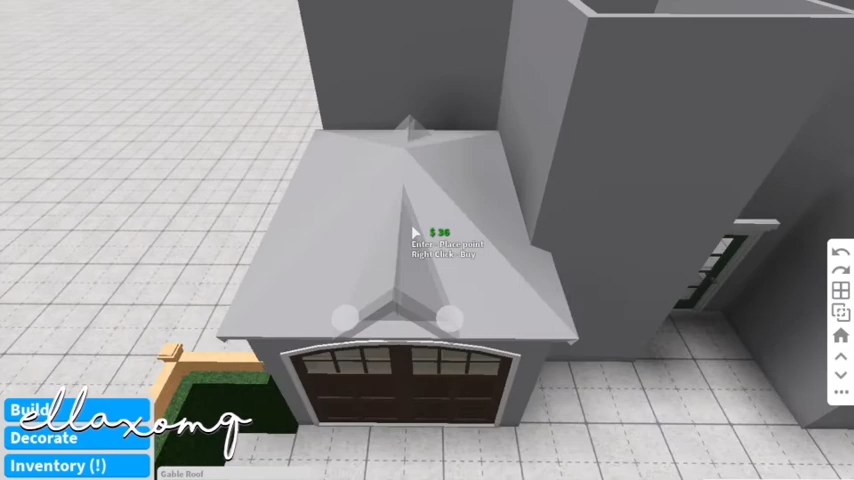 $ 36
Enter - Place point
Right Click - Buy
Build
ellaxomg
Decorate
Inventory (!)
Gable Roof